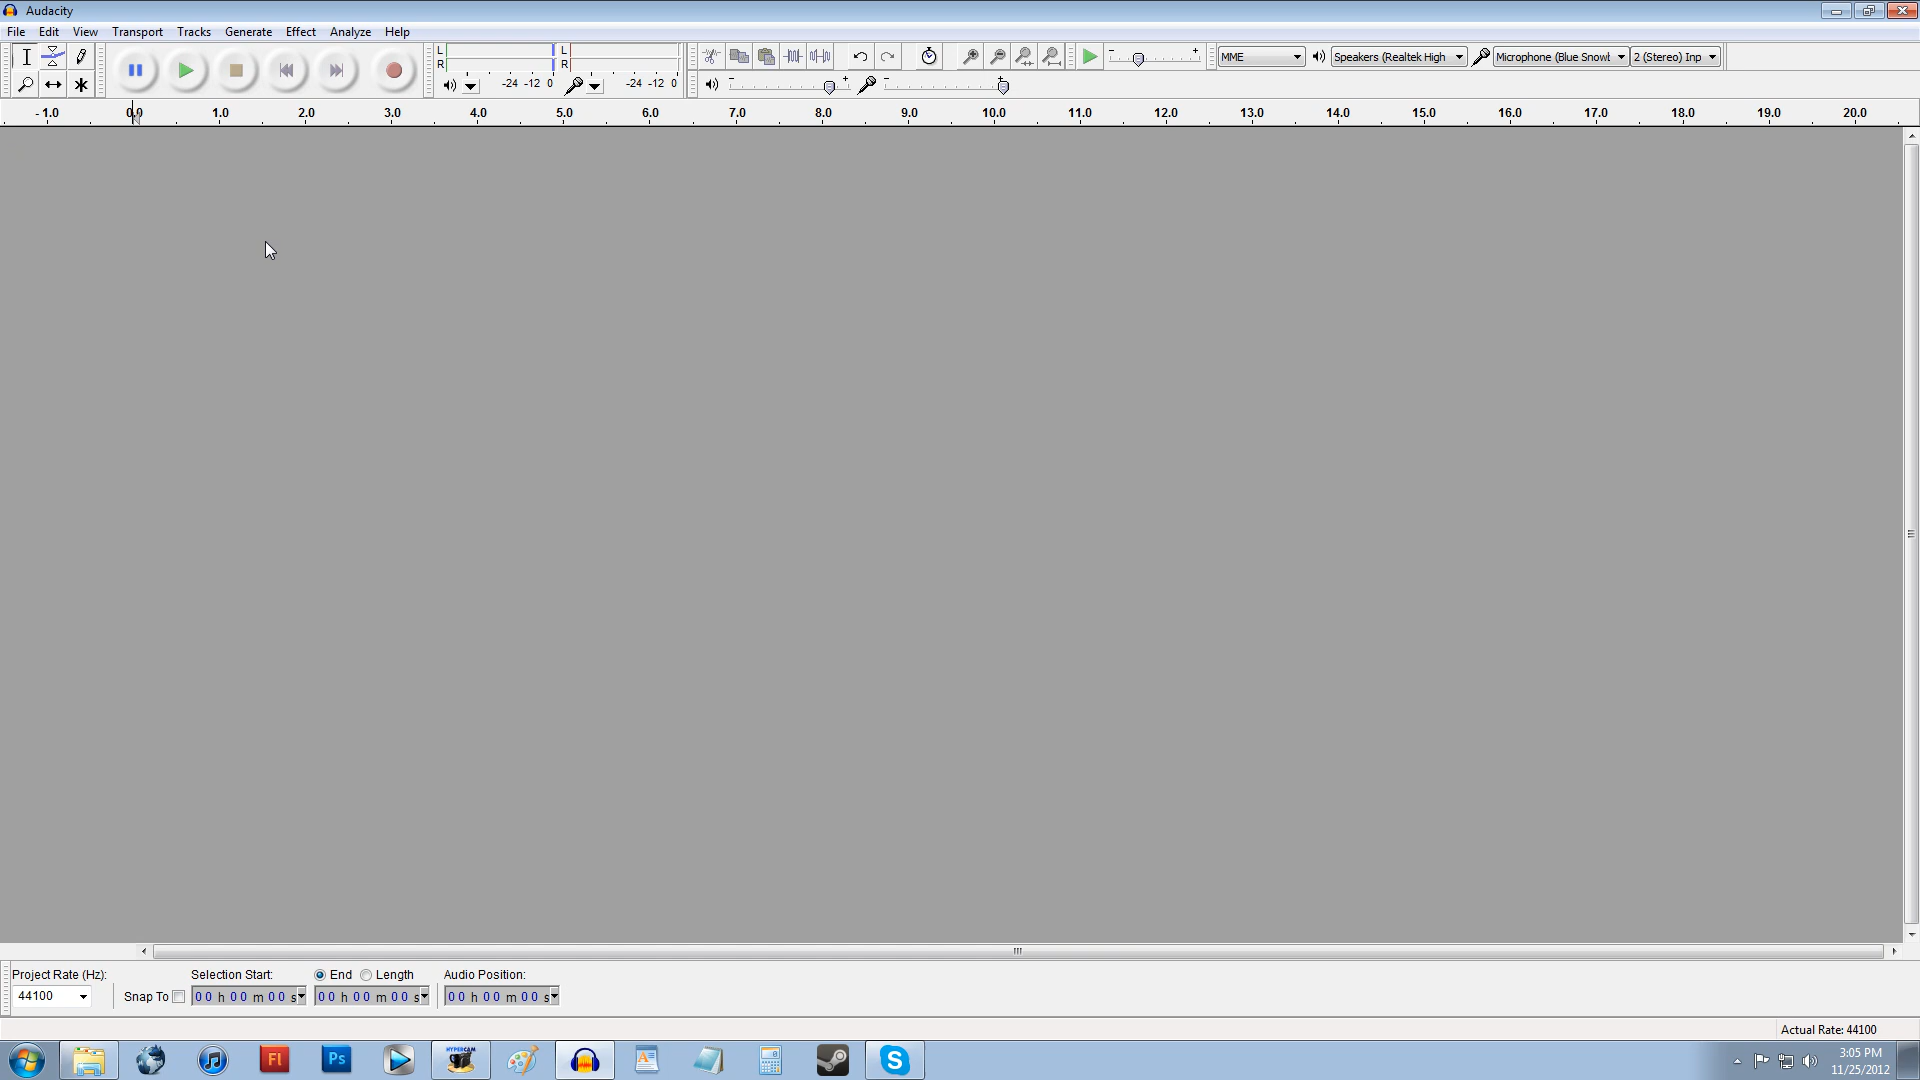 Audacity
File Edit View Transport Tracks Generate Effect Analyze Help
L L
R R
MME Speakers (Realtek High Microphone (Blue Snowl 2 (Stereo) Inp
-24 -12 0 -24 -12 0
- 1.0 0.0 1.0 2.0 3.0 4.0 5.0 6.0 7.0 8.0 9.0 10.0 11.0 12.0 13.0 14.0 15.0 16.0 17.0 18.0 19.0 20.0
Project Rate (Hz): Selection Start: End Length Audio Position:
44100 Snap To 00 h 00 m 00 s 00 h 00 m 00 s 00 h 00 m 00 s
Actual Rate: 44100
HYPERCAM
Fl Ps S
3:05 PM
11/25/2012